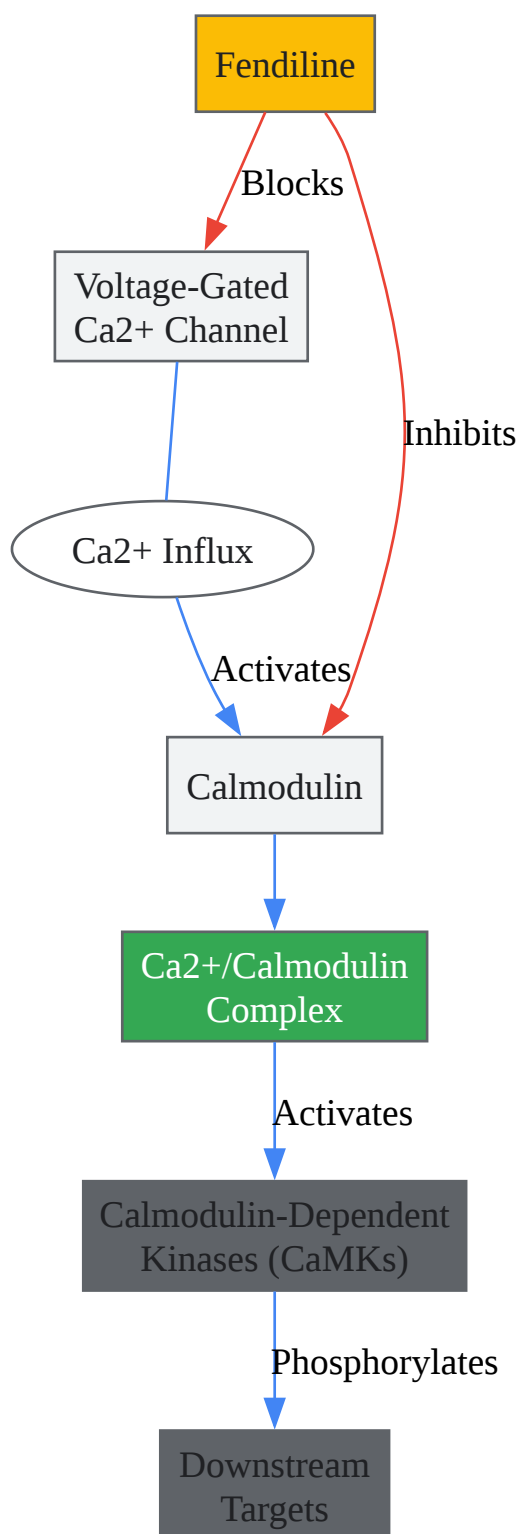 Fendiline
Blocks
Voltage-Gated
Ca2+ Channel
Inhibits
Ca2+ Influx
Activates
Calmodulin
Ca2+/Calmodulin
Complex
Activates
Calmodulin-Dependent
Kinases (CaMKs)
Phosphorylates
Downstream
Targets